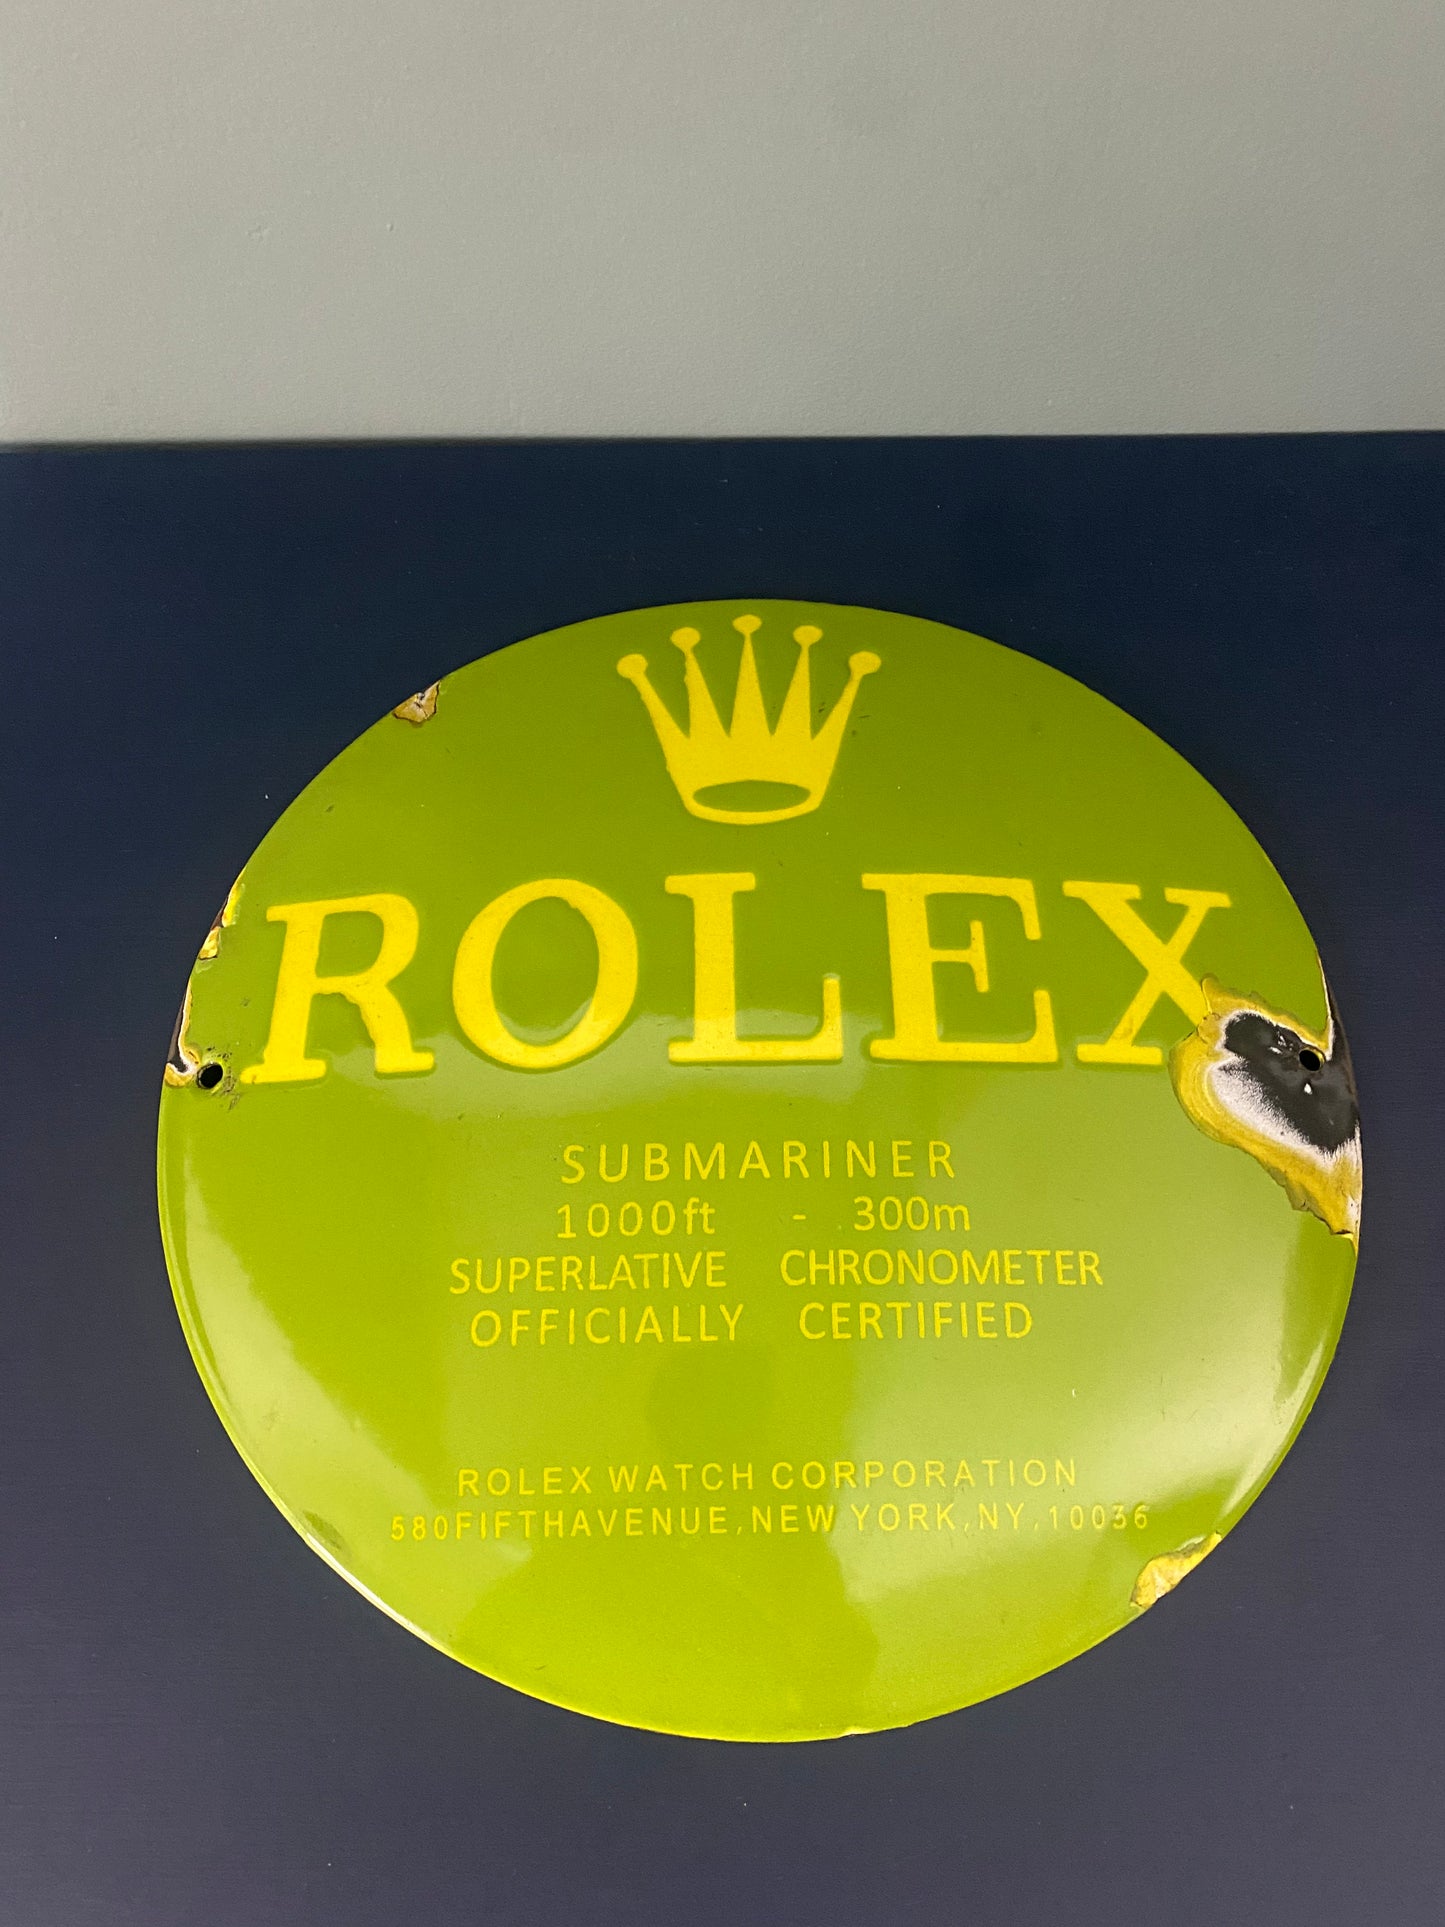 ROLEX
SUBMARINER
1000ft - 300m
SUPERLATIVE CHRONOMETER
OFFICIALLY CERTIFIED
ROLEX WATCH CORPORATION
580FIFTHAVENUE,NEW YORK,NY,10036